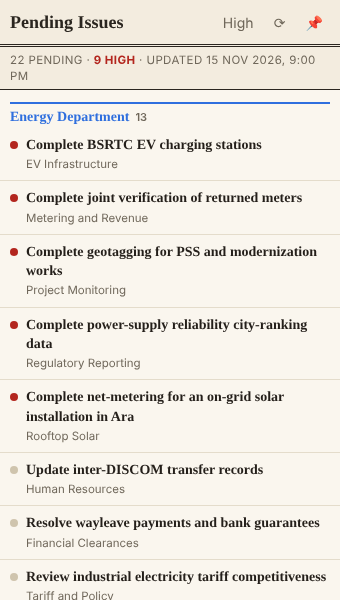 Pending Issues
High ⟳ 📌
22 PENDING · 9 HIGH · UPDATED 15 NOV 2026, 9:00
PM
Energy Department 13
Complete BSRTC EV charging stations
EV Infrastructure
Complete joint verification of returned meters
Metering and Revenue
Complete geotagging for PSS and modernization
works
Project Monitoring
Complete power-supply reliability city-ranking
data
Regulatory Reporting
Complete net-metering for an on-grid solar
installation in Ara
Rooftop Solar
Update inter-DISCOM transfer records
Human Resources
Resolve wayleave payments and bank guarantees
Financial Clearances
Review industrial electricity tariff competitiveness
Tariff and Policy